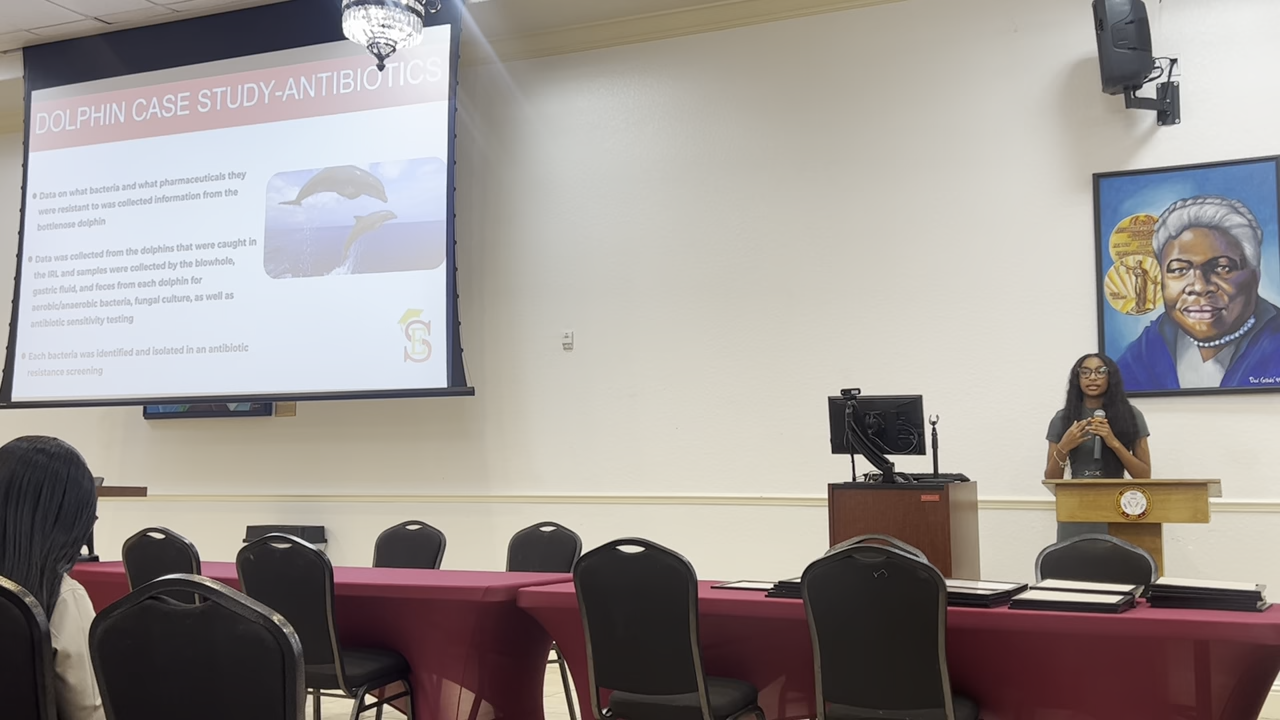 DOLPHIN CASE STUDY-ANTIBIOTICS
Data on what bacteria and what pharmaceuticals they
were resistant to was collected information from the
bottlenose dolphin
Data was collected from the dolphins that were caught in
the IRL and samples were collected by the blowhole,
gastric fluid, and feces from each dolphin for
aerobic/anaerobic bacteria, fungal culture, as well as
antibiotic sensitivity testing
Each bacteria was identified and isolated in an antibiotic
resistance screening